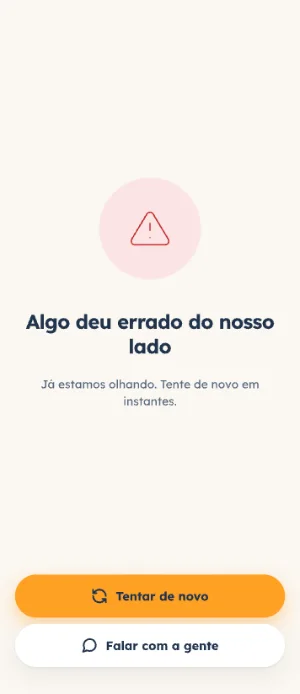 Algo deu errado do nosso
lado
Já estamos olhando. Tente de novo em
instantes.
Tentar de novo
Falar com a gente